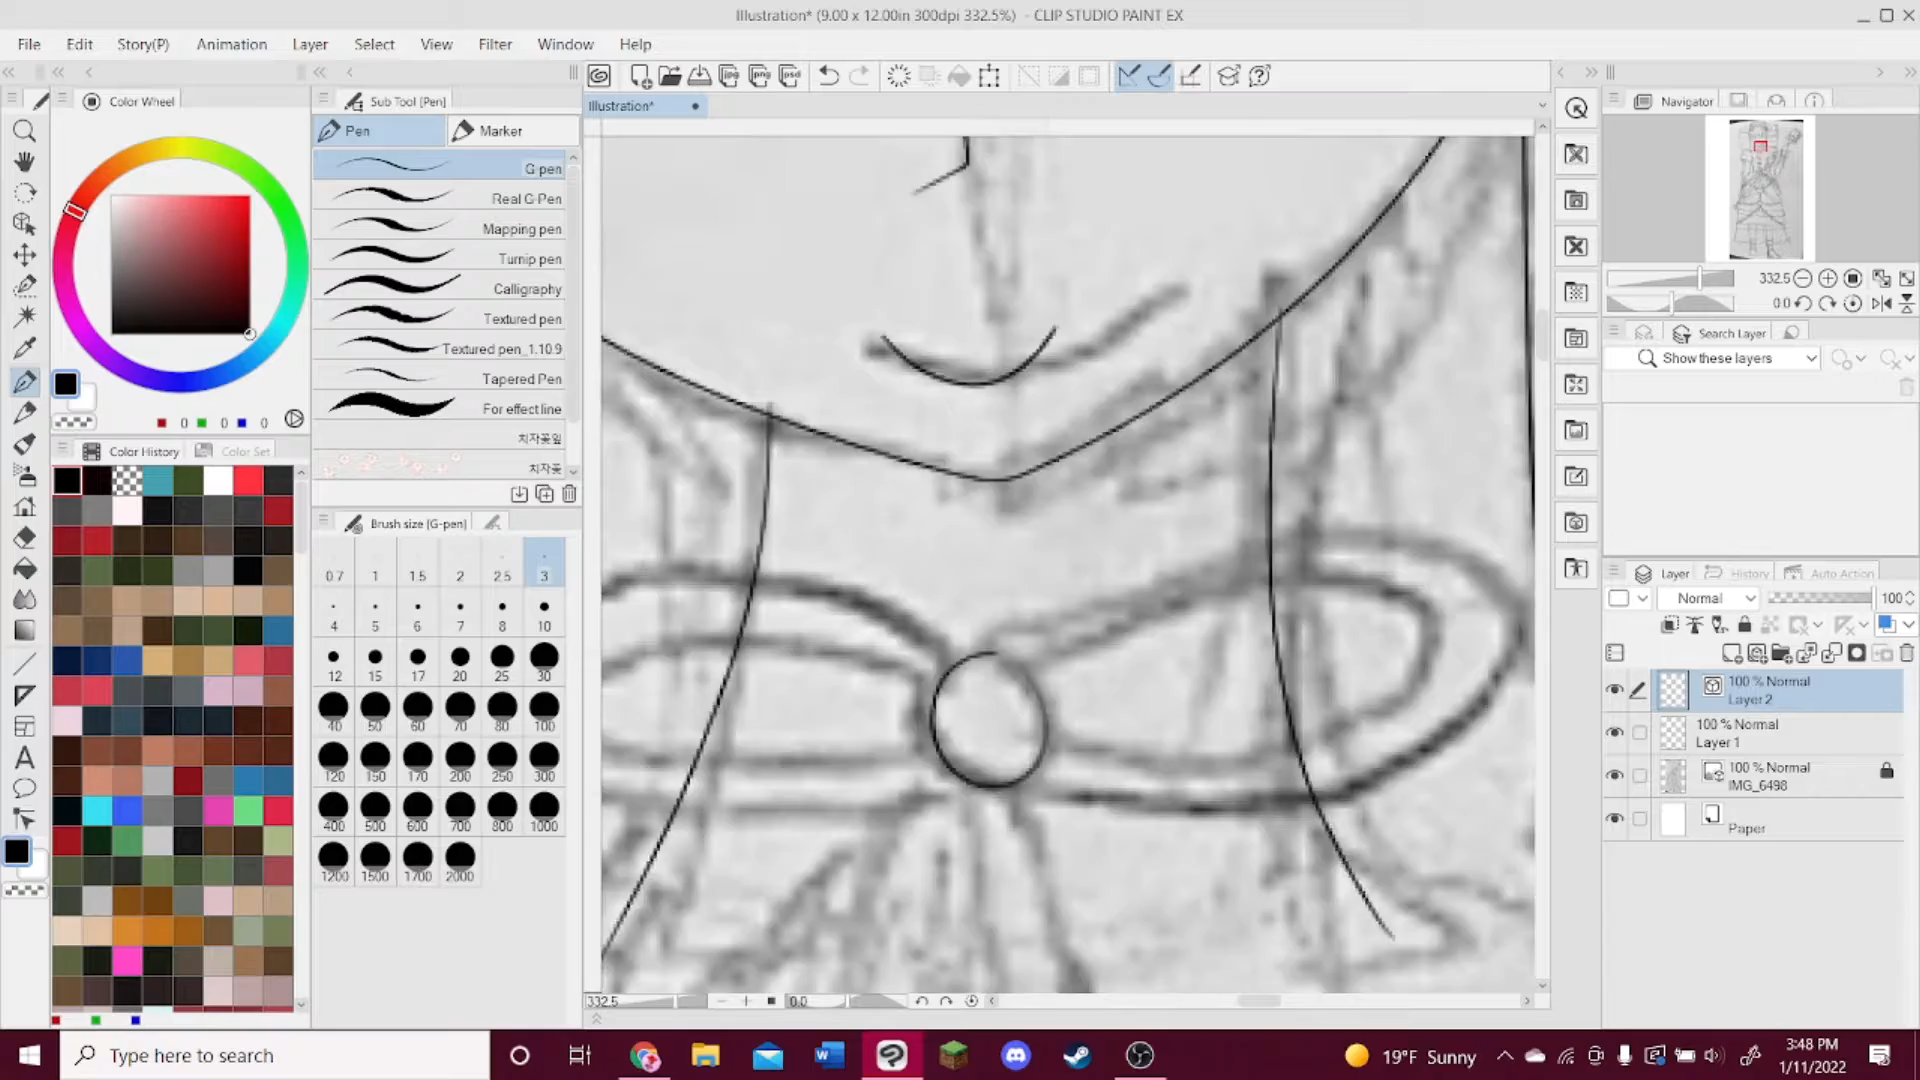 Illustration* (9.00 x 12.00in 300dpi 332.5%) - CLIP STUDIO PAINT EX
File Edit Story(P) Animation Layer Select View Filter Window Help
Color Wheel
Sub Tool [Pen]
Pen
Marker
G-pen
Real G-Pen
Mapping pen
Turnip pen
Calligraphy
Textured pen
Textured pen_1.10.9
Tapered Pen
For effect line
치자꽃잎
치자꽃
0 0 0
Color History
Color Set
Brush size [G-pen]
0.7 1 1.5 2 2.5 3
4 5 6 7 8 10
12 15 17 20 25 30
40 50 60 70 80 100
120 150 170 200 250 300
400 500 600 700 800 1000
1200 1500 1700 2000
Illustration*
332.5
0.0
Navigator
332.5
0.0
Search Layer
Show these layers
Layer
History
Auto Action
Normal
100
100 % Normal
Layer 2
100 % Normal
Layer 1
100 % Normal
IMG_6498
Paper
Type here to search
19°F Sunny
3:48 PM
1/11/2022